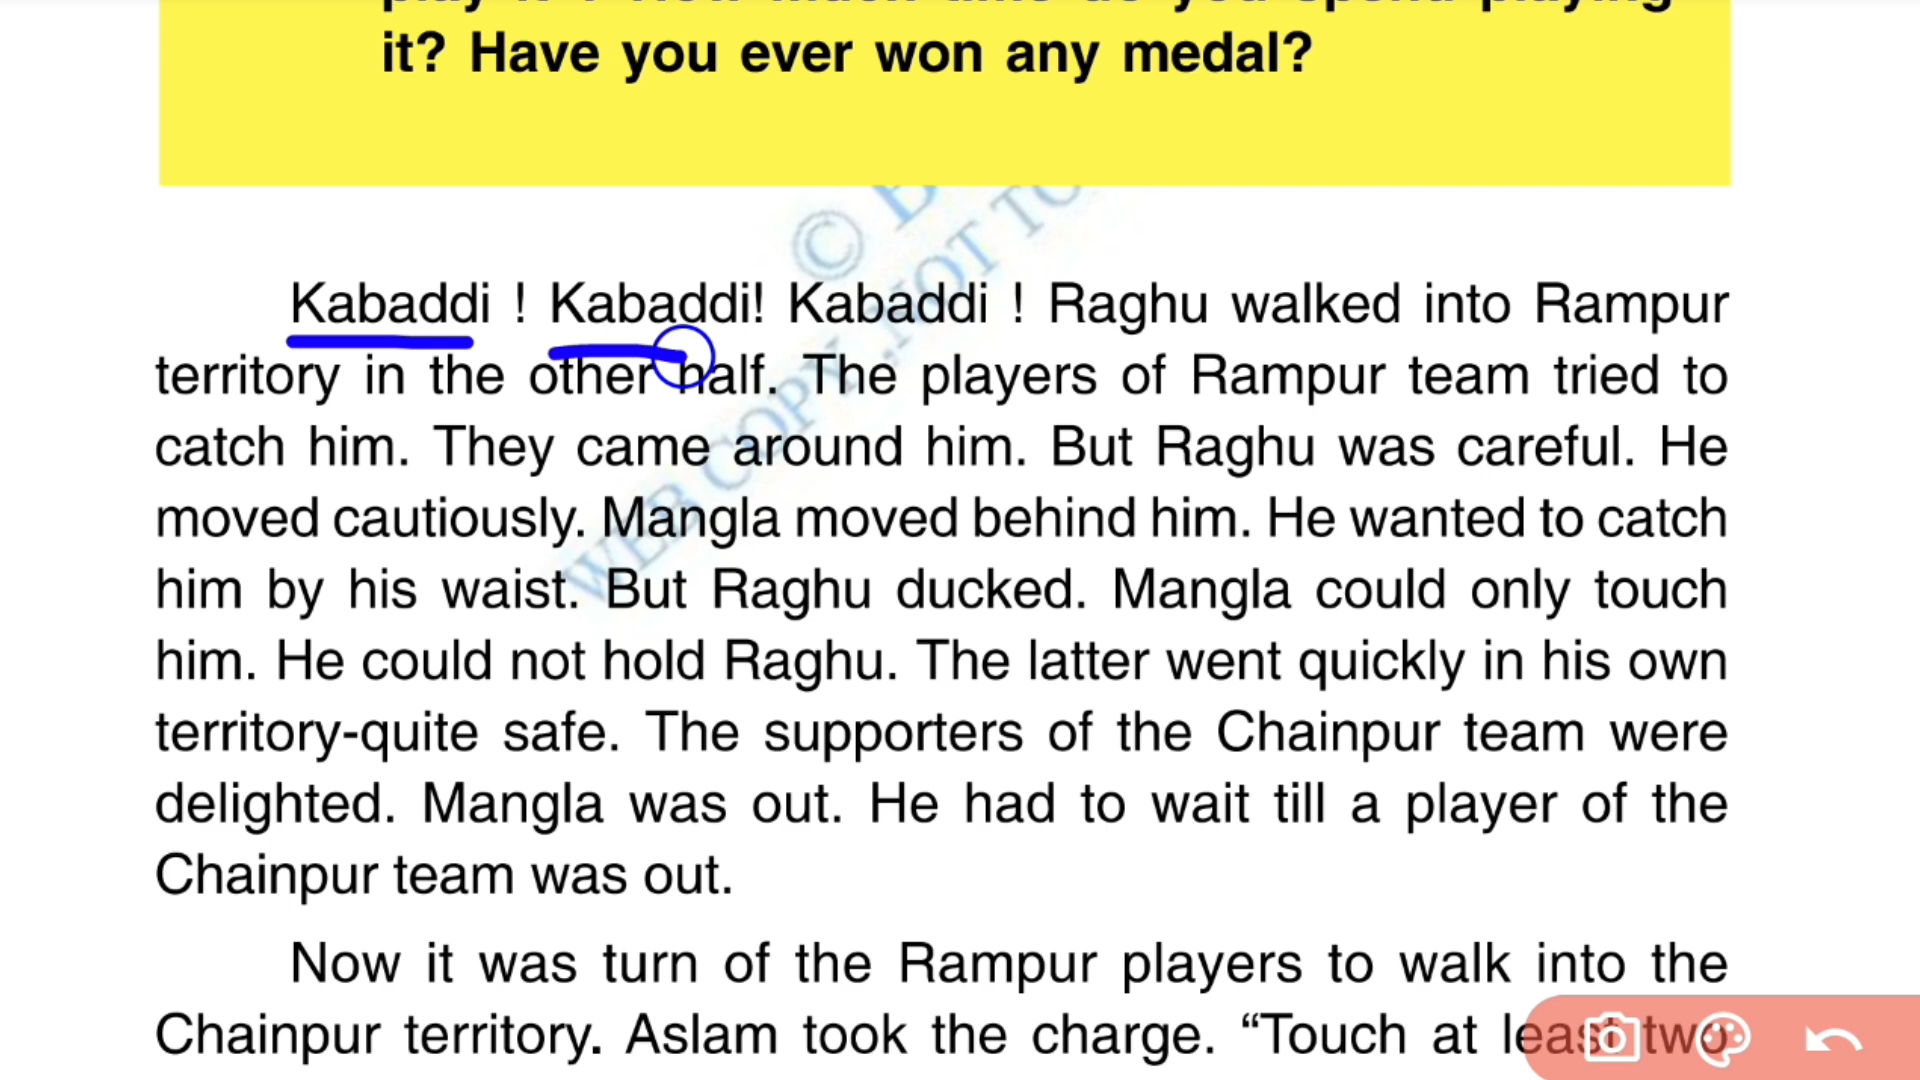 it? Have you ever won any medal?
© B
WEB COPY, NOT TO
Kabaddi ! Kabaddi! Kabaddi ! Raghu walked into Rampur
territory in the other half. The players of Rampur team tried to
catch him. They came around him. But Raghu was careful. He
moved cautiously. Mangla moved behind him. He wanted to catch
him by his waist. But Raghu ducked. Mangla could only touch
him. He could not hold Raghu. The latter went quickly in his own
territory-quite safe. The supporters of the Chainpur team were
delighted. Mangla was out. He had to wait till a player of the
Chainpur team was out.
Now it was turn of the Rampur players to walk into the
Chainpur territory. Aslam took the charge. “Touch at least two